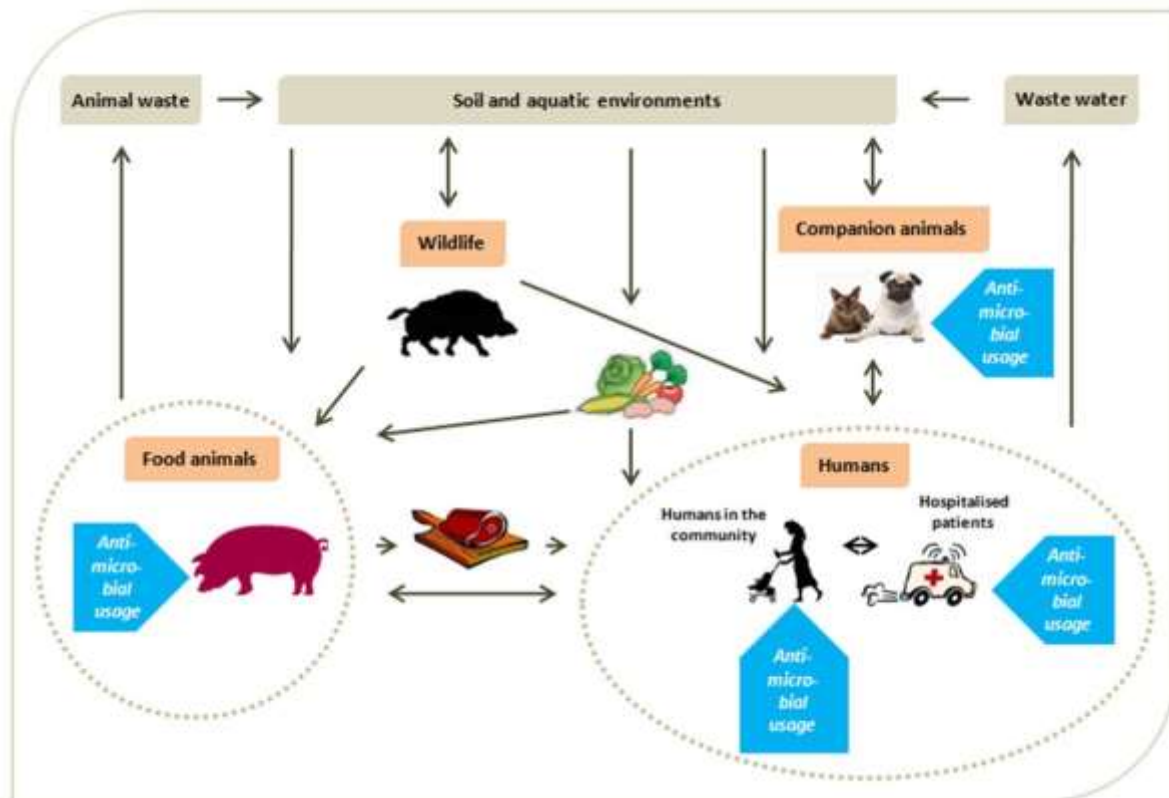 Animal waste
Soil and aquatic environments
Waste water
Wildlife
Companion animals
Anti-
micro-
bial
usage
Food animals
Humans
Humans in the
community
Hospitalised
patients
Anti-
micro-
bial
usage
Anti-
micro-
bial
usage
Anti-
micro-
bial
usage